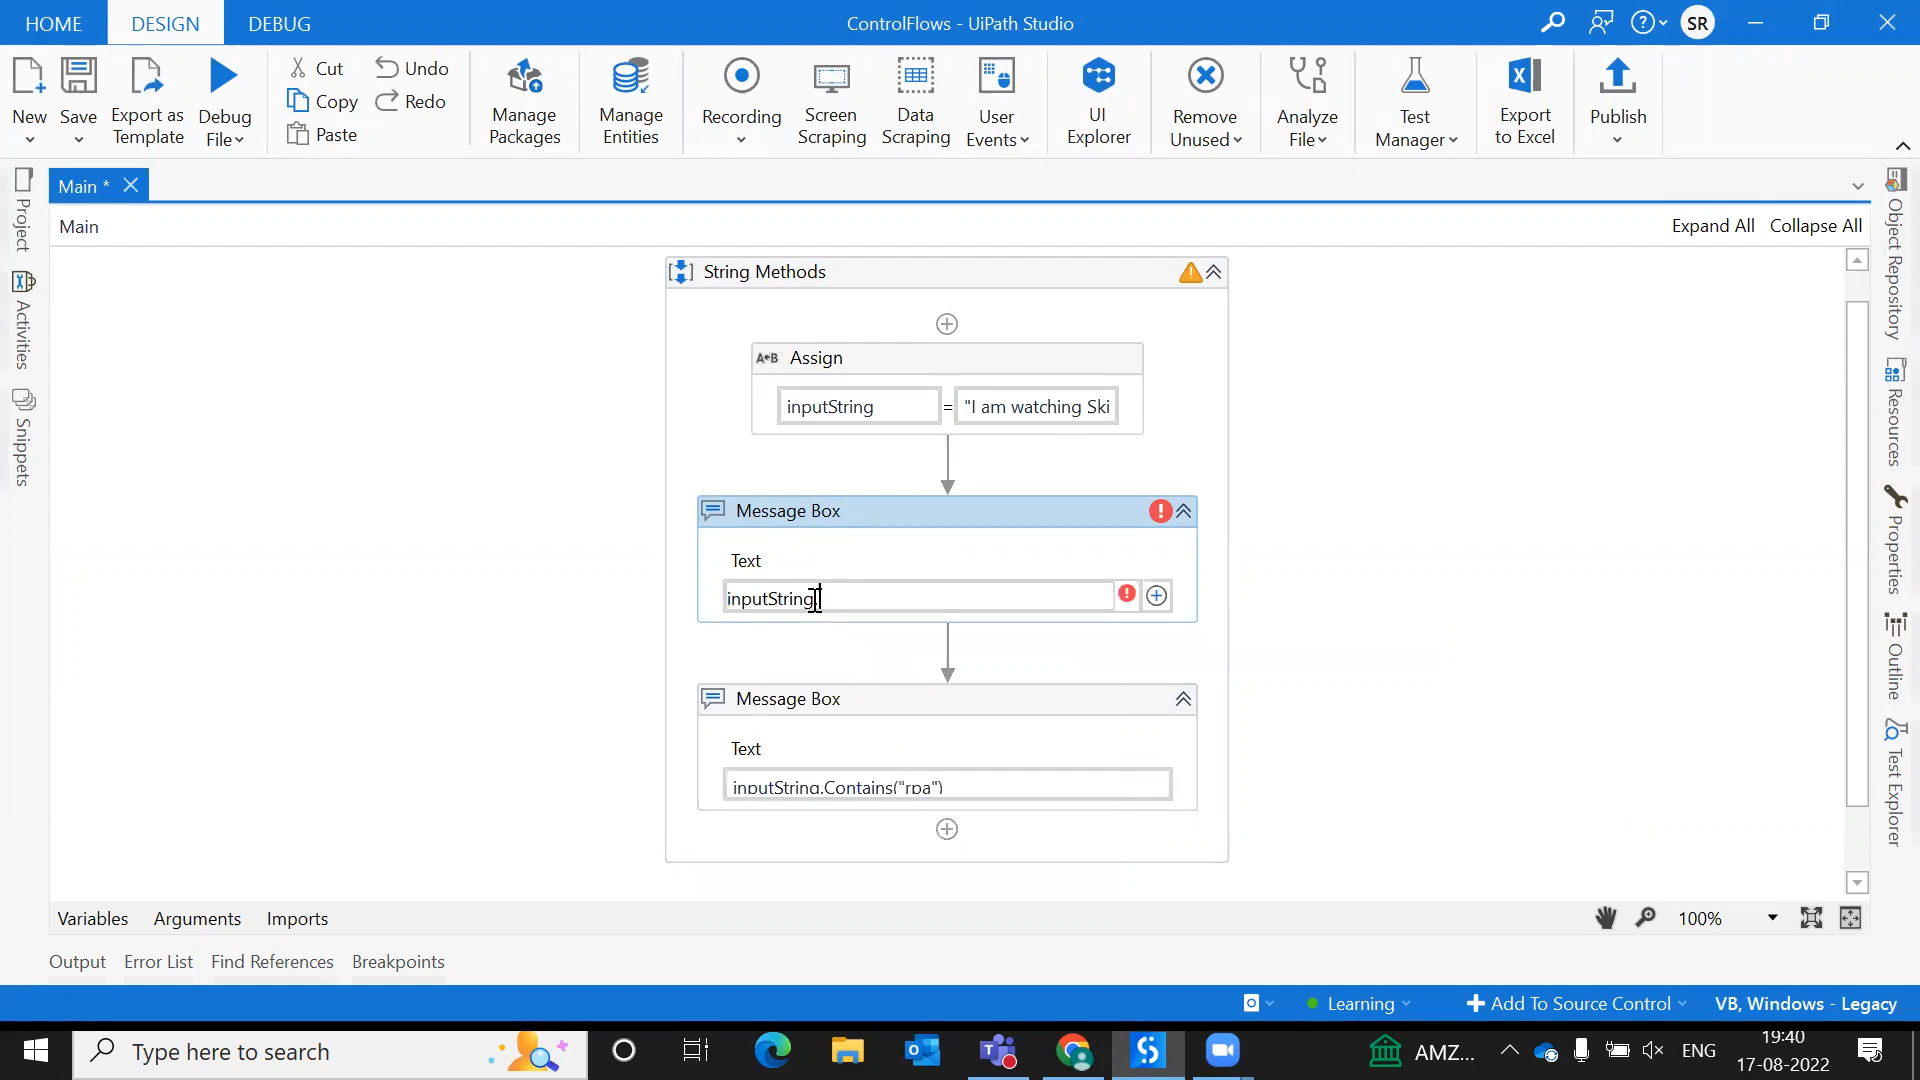 HOME DESIGN DEBUG ControlFlows - UiPath Studio SR
New Save Export as Template Debug File Cut Copy Paste Undo Redo Manage Packages Manage Entities Recording Screen Scraping Data Scraping User Events UI Explorer Remove Unused Analyze File Test Manager Export to Excel Publish
Main *
Main Expand All Collapse All
Project
Activities
Snippets
String Methods
A+B Assign
inputString = "I am watching Ski
Message Box
Text
inputString.
Message Box
Text
inputString.Contains("rpa")
Object Repository
Resources
Properties
Outline
Test Explorer
Variables Arguments Imports 100%
Output Error List Find References Breakpoints
Learning Add To Source Control VB, Windows - Legacy
Type here to search AMZ... ENG 19:40
17-08-2022